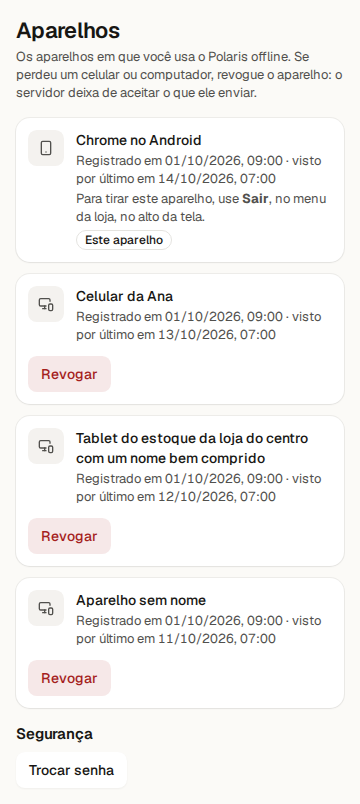 Aparelhos
Os aparelhos em que você usa o Polaris offline. Se
perdeu um celular ou computador, revogue o aparelho: o
servidor deixa de aceitar o que ele enviar.
Chrome no Android
Registrado em 01/10/2026, 09:00 · visto
por último em 14/10/2026, 07:00
Para tirar este aparelho, use Sair, no menu
da loja, no alto da tela.
Este aparelho
Celular da Ana
Registrado em 01/10/2026, 09:00 · visto
por último em 13/10/2026, 07:00
Revogar
Tablet do estoque da loja do centro
com um nome bem comprido
Registrado em 01/10/2026, 09:00 · visto
por último em 12/10/2026, 07:00
Revogar
Aparelho sem nome
Registrado em 01/10/2026, 09:00 · visto
por último em 11/10/2026, 07:00
Revogar
Segurança
Trocar senha